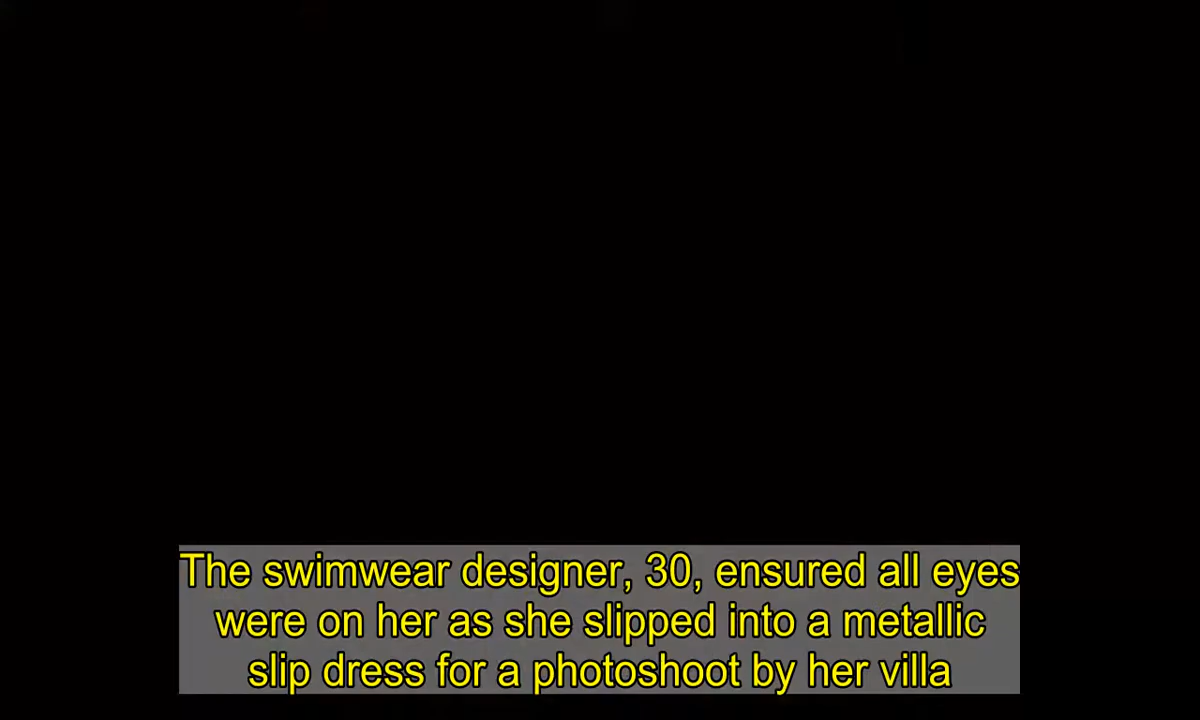 The swimwear designer, 30, ensured all eyes
were on her as she slipped into a metallic
slip dress for a photoshoot by her villa